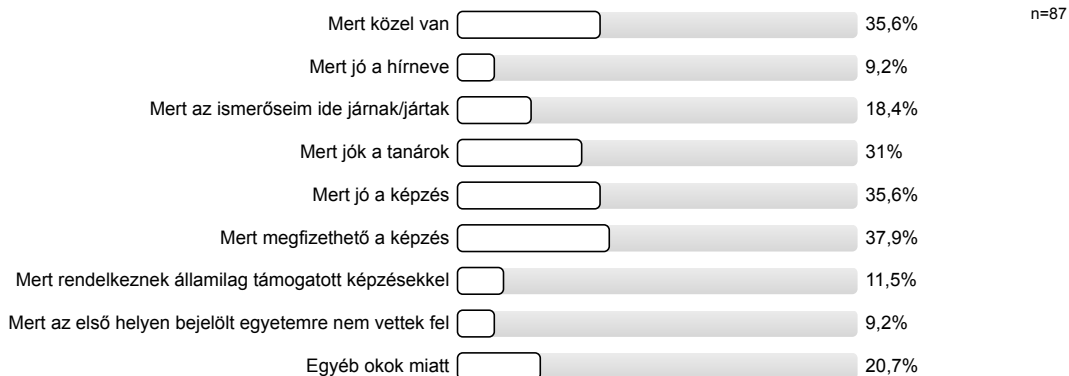 n=87
Mert közel van 35,6%
Mert jó a hírneve 9,2%
Mert az ismerőseim ide járnak/jártak 18,4%
Mert jók a tanárok 31%
Mert jó a képzés 35,6%
Mert megfizethető a képzés 37,9%
Mert rendelkeznek államilag támogatott képzésekkel 11,5%
Mert az első helyen bejelölt egyetemre nem vettek fel 9,2%
Egyéb okok miatt 20,7%